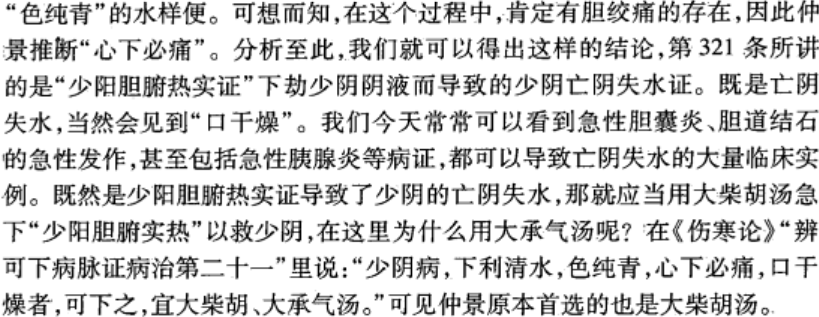 “色纯青”的水样便。可想而知,在这个过程中,肯定有胆绞痛的存在,因此仲
景推断“心下必痛”。分析至此,我们就可以得出这样的结论,第 321 条所讲
的是“少阳胆腑热实证”下劫少阴阴液而导致的少阴亡阴失水证。既是亡阴
失水,当然会见到“口干燥”。我们今天常常可以看到急性胆囊炎、胆道结石
的急性发作,甚至包括急性胰腺炎等病证,都可以导致亡阴失水的大量临床实
例。既然是少阳胆腑热实证导致了少阴的亡阴失水,那就应当用大柴胡汤急
下“少阳胆腑实热”以救少阴,在这里为什么用大承气汤呢?在《伤寒论》“辨
可下病脉证病治第二十一”里说:“少阴病,下利清水,色纯青,心下必痛,口干
燥者,可下之,宜大柴胡、大承气汤。”可见仲景原本首选的也是大柴胡汤。